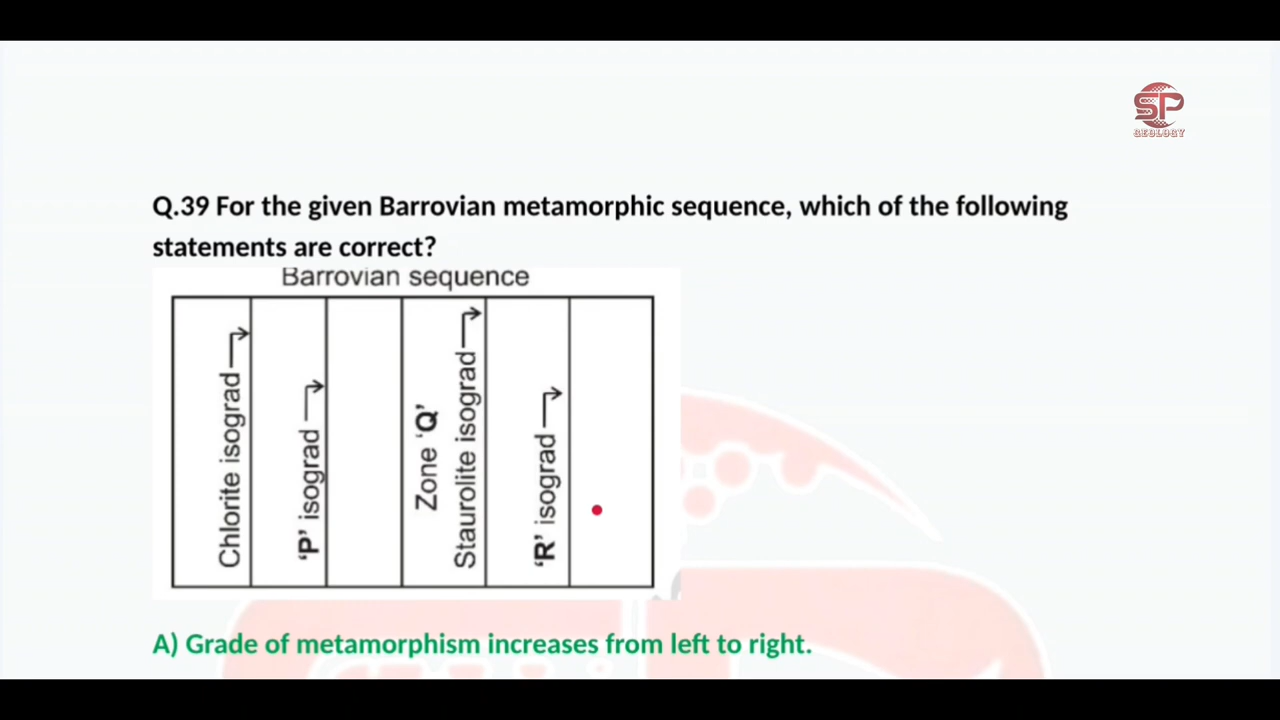 SP
GEOLOGY
Q.39 For the given Barrovian metamorphic sequence, which of the following
statements are correct?
Barrovian sequence
Chlorite isograd
'P' isograd
Zone 'Q'
Staurolite isograd
'R' isograd
A) Grade of metamorphism increases from left to right.